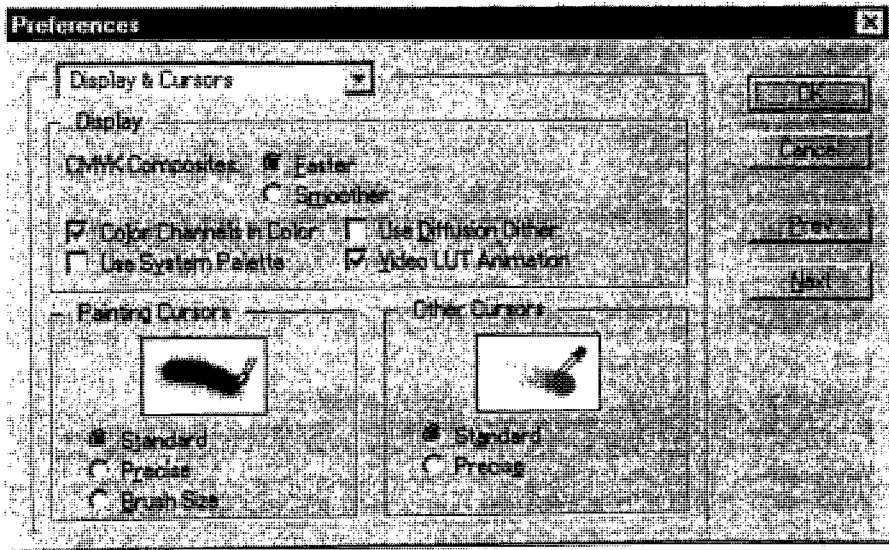 Preferences
Display & Cursors
Display
CMYK Composites: Faster
Smoother
Color Channels in Color Use Diffusion Dither
Use System Palette Video LUT Animation
Painting Cursors Other Cursors
Standard Standard
Precise Precise
Brush Size
OK
Cancel
Prev
Next